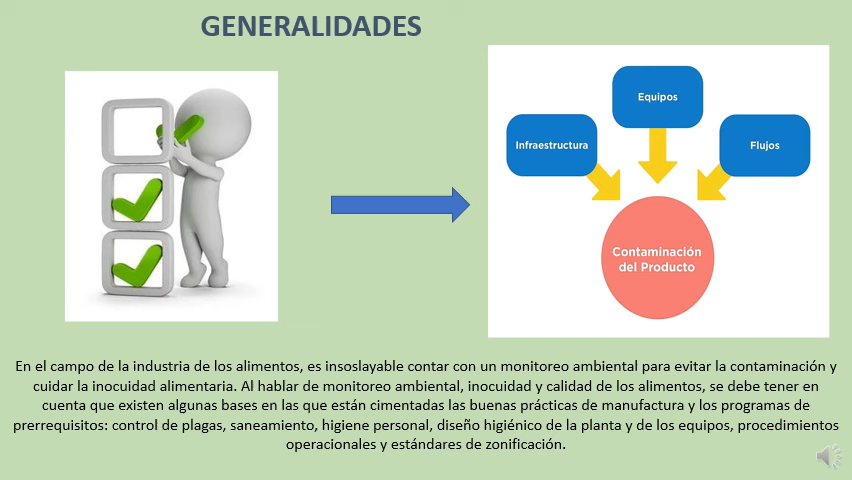 GENERALIDADES
Equipos
Infraestructura
Flujos
Contaminación
del Producto
En el campo de la industria de los alimentos, es insoslayable contar con un monitoreo ambiental para evitar la contaminación y
cuidar la inocuidad alimentaria. Al hablar de monitoreo ambiental, inocuidad y calidad de los alimentos, se debe tener en
cuenta que existen algunas bases en las que están cimentadas las buenas prácticas de manufactura y los programas de
prerrequisitos: control de plagas, saneamiento, higiene personal, diseño higiénico de la planta y de los equipos, procedimientos
operacionales y estándares de zonificación.